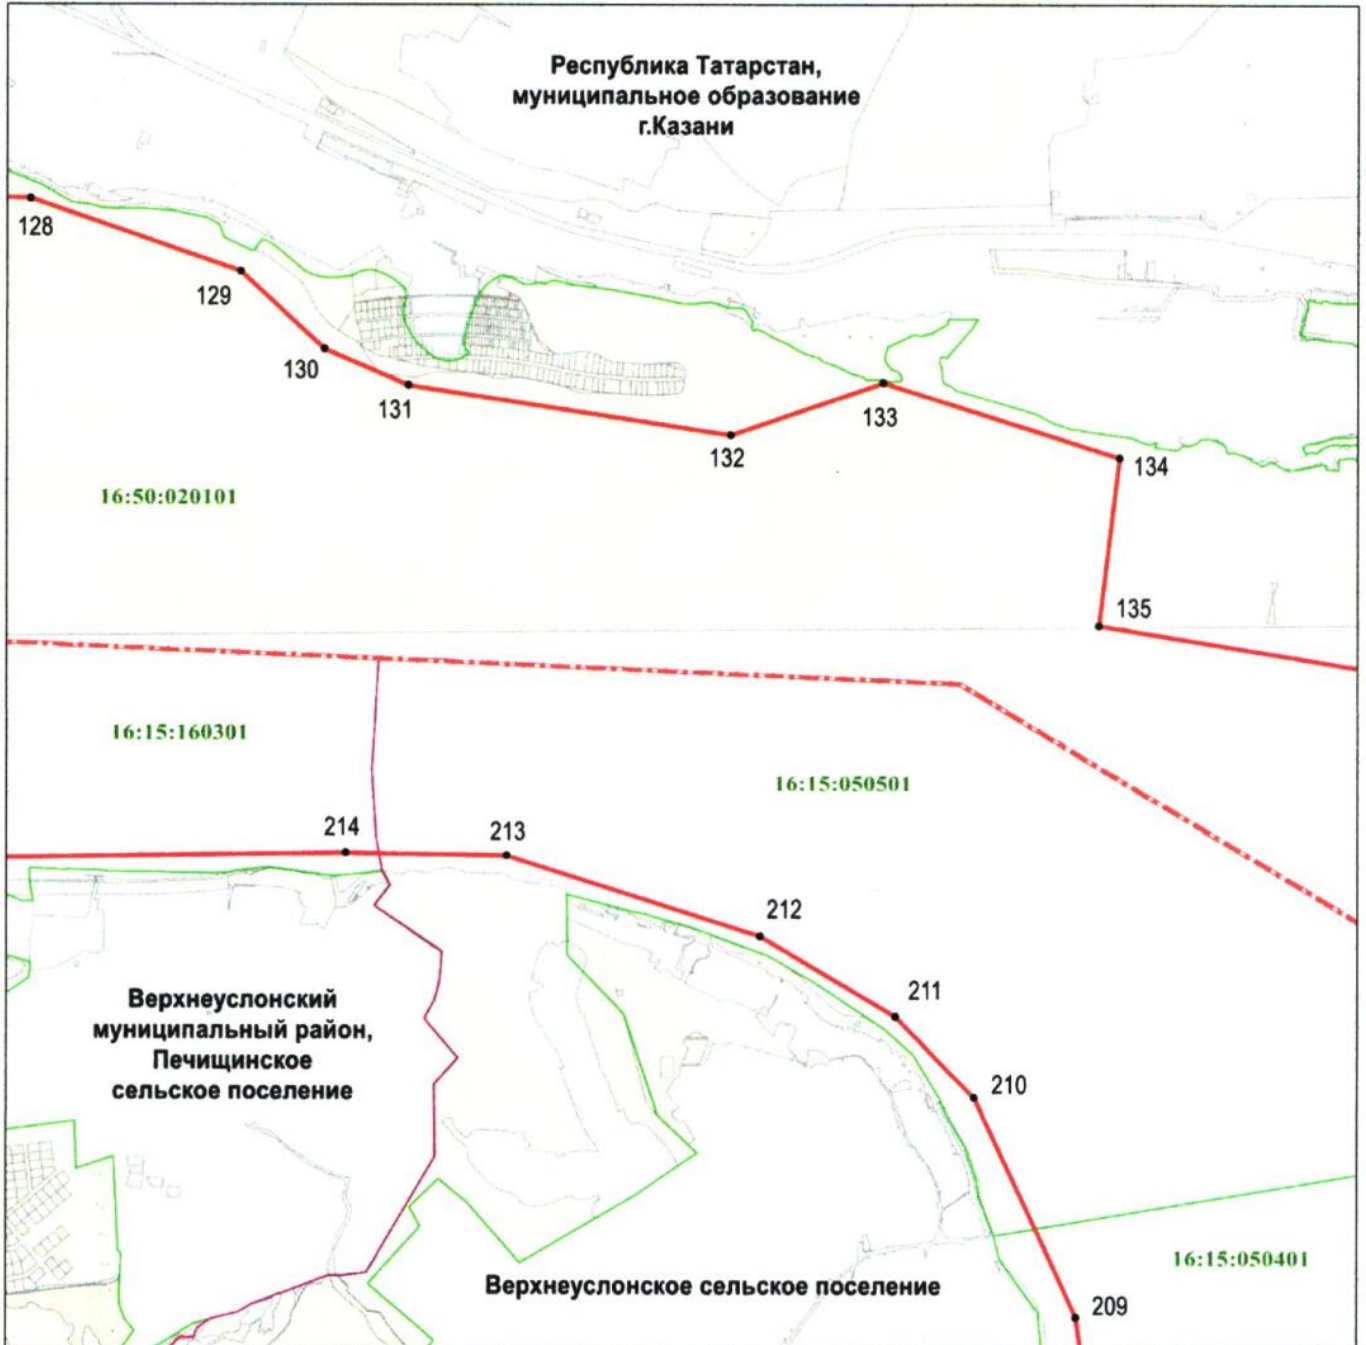 Республика Татарстан,
муниципальное образование
г.Казани
128
129
130
131
132
133
134
16:50:020101
135
16:15:160301
16:15:050501
214
213
212
211
210
Верхнеуслонский
муниципальный район,
Печищинское
сельское поселение
16:15:050401
Верхнеуслонское сельское поселение
209